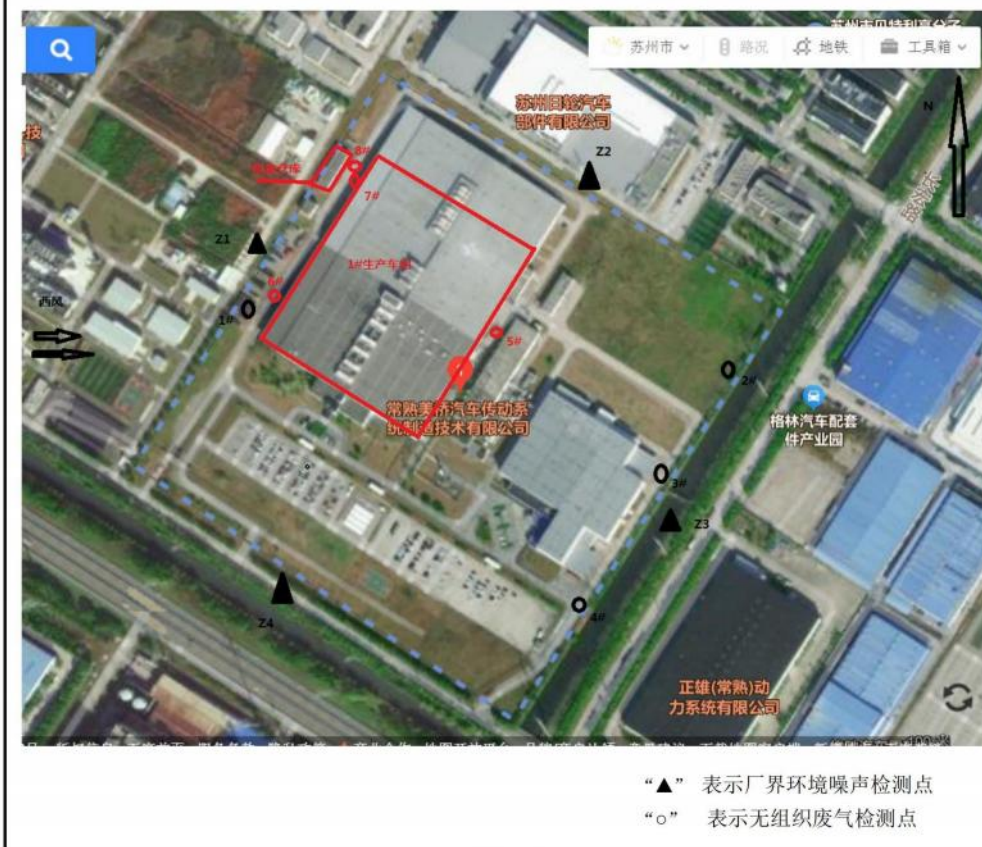 苏州市
路况
地铁
工具箱
N
苏州日轮汽车
部件有限公司
Z2
8#
7#
Z1
1#生产车间
6#
西风
1#
5#
2#
常熟美桥汽车传动系
统制造技术有限公司
格林汽车配套
件产业园
3#
Z3
Z4
4#
正雄(常熟)动
力系统有限公司
“▲” 表示厂界环境噪声检测点
“○” 表示无组织废气检测点